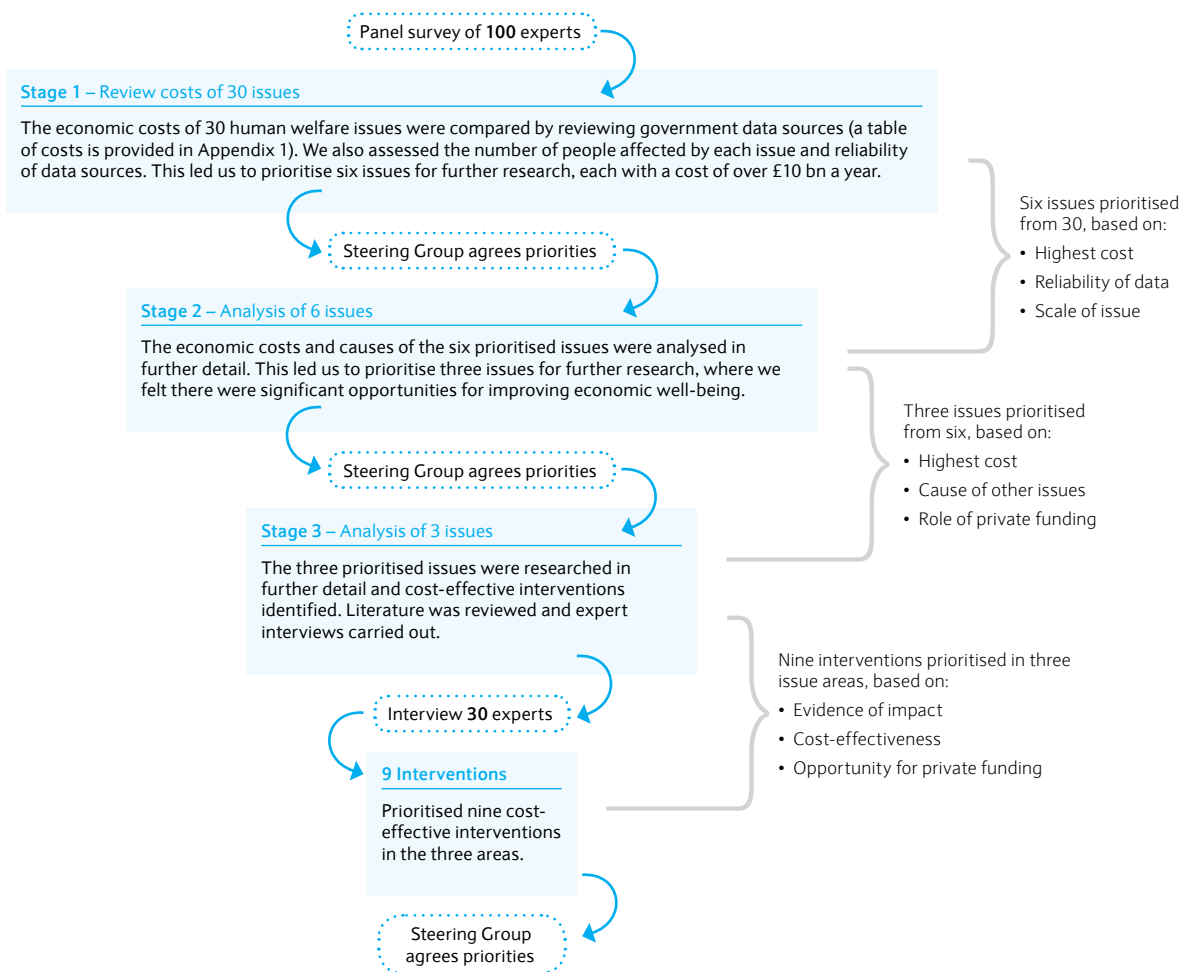 Panel survey of 100 experts
Stage 1 – Review costs of 30 issues
The economic costs of 30 human welfare issues were compared by reviewing government data sources (a table
of costs is provided in Appendix 1). We also assessed the number of people affected by each issue and reliability
of data sources. This led us to prioritise six issues for further research, each with a cost of over £10 bn a year.
Six issues prioritised
from 30, based on:
• Highest cost
• Reliability of data
• Scale of issue
Steering Group agrees priorities
Stage 2 – Analysis of 6 issues
The economic costs and causes of the six prioritised issues were analysed in
further detail. This led us to prioritise three issues for further research, where we
felt there were significant opportunities for improving economic well-being.
Three issues prioritised
from six, based on:
• Highest cost
• Cause of other issues
• Role of private funding
Steering Group agrees priorities
Stage 3 – Analysis of 3 issues
The three prioritised issues were researched in
further detail and cost-effective interventions
identified. Literature was reviewed and expert
interviews carried out.
Nine interventions prioritised in three
issue areas, based on:
• Evidence of impact
• Cost-effectiveness
• Opportunity for private funding
Interview 30 experts
9 Interventions
Prioritised nine cost-
effective interventions
in the three areas.
Steering Group
agrees priorities